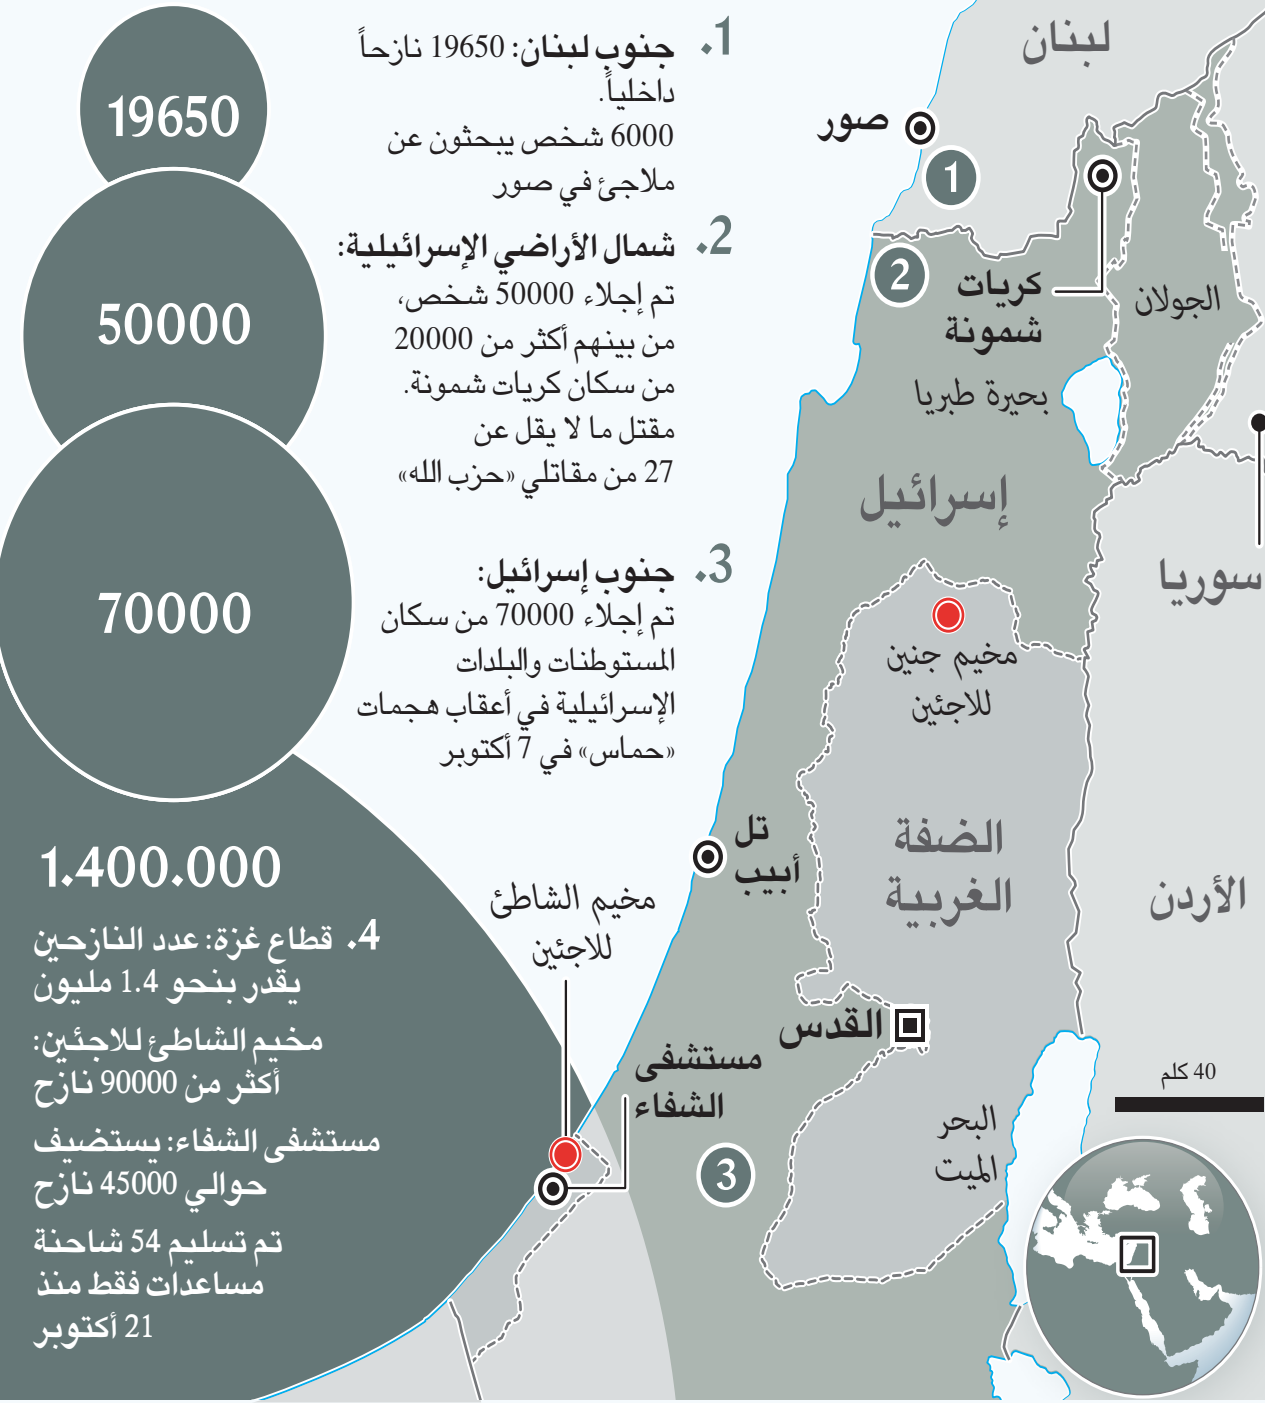 19650
50000
70000
1.400.000
1. جنوب لبنان: 19650 نازحاً
داخلياً.
6000 شخص يبحثون عن
ملاجئ في صور
2. شمال الأراضي الإسرائيلية:
تم إجلاء 50000 شخص،
من بينهم أكثر من 20000
من سكان كريات شمونة.
مقتل ما لا يقل عن
27 من مقاتلي «حزب الله»
3. جنوب إسرائيل:
تم إجلاء 70000 من سكان
المستوطنات والبلدات
الإسرائيلية في أعقاب هجمات
«حماس» في 7 أكتوبر
4. قطاع غزة: عدد النازحين
يقدر بنحو 1.4 مليون
مخيم الشاطئ للاجئين:
أكثر من 90000 نازح
مستشفى الشفاء: يستضيف
حوالي 45000 نازح
تم تسليم 54 شاحنة
مساعدات فقط منذ
21 أكتوبر
لبنان
صور
1
2
كريات
شمونة
الجولان
بحيرة طبريا
إسرائيل
سوريا
مخيم جنين
للاجئين
الضفة
الغربية
تل
أبيب
الأردن
مخيم الشاطئ
للاجئين
القدس
مستشفى
الشفاء
3
البحر
الميت
40 كلم